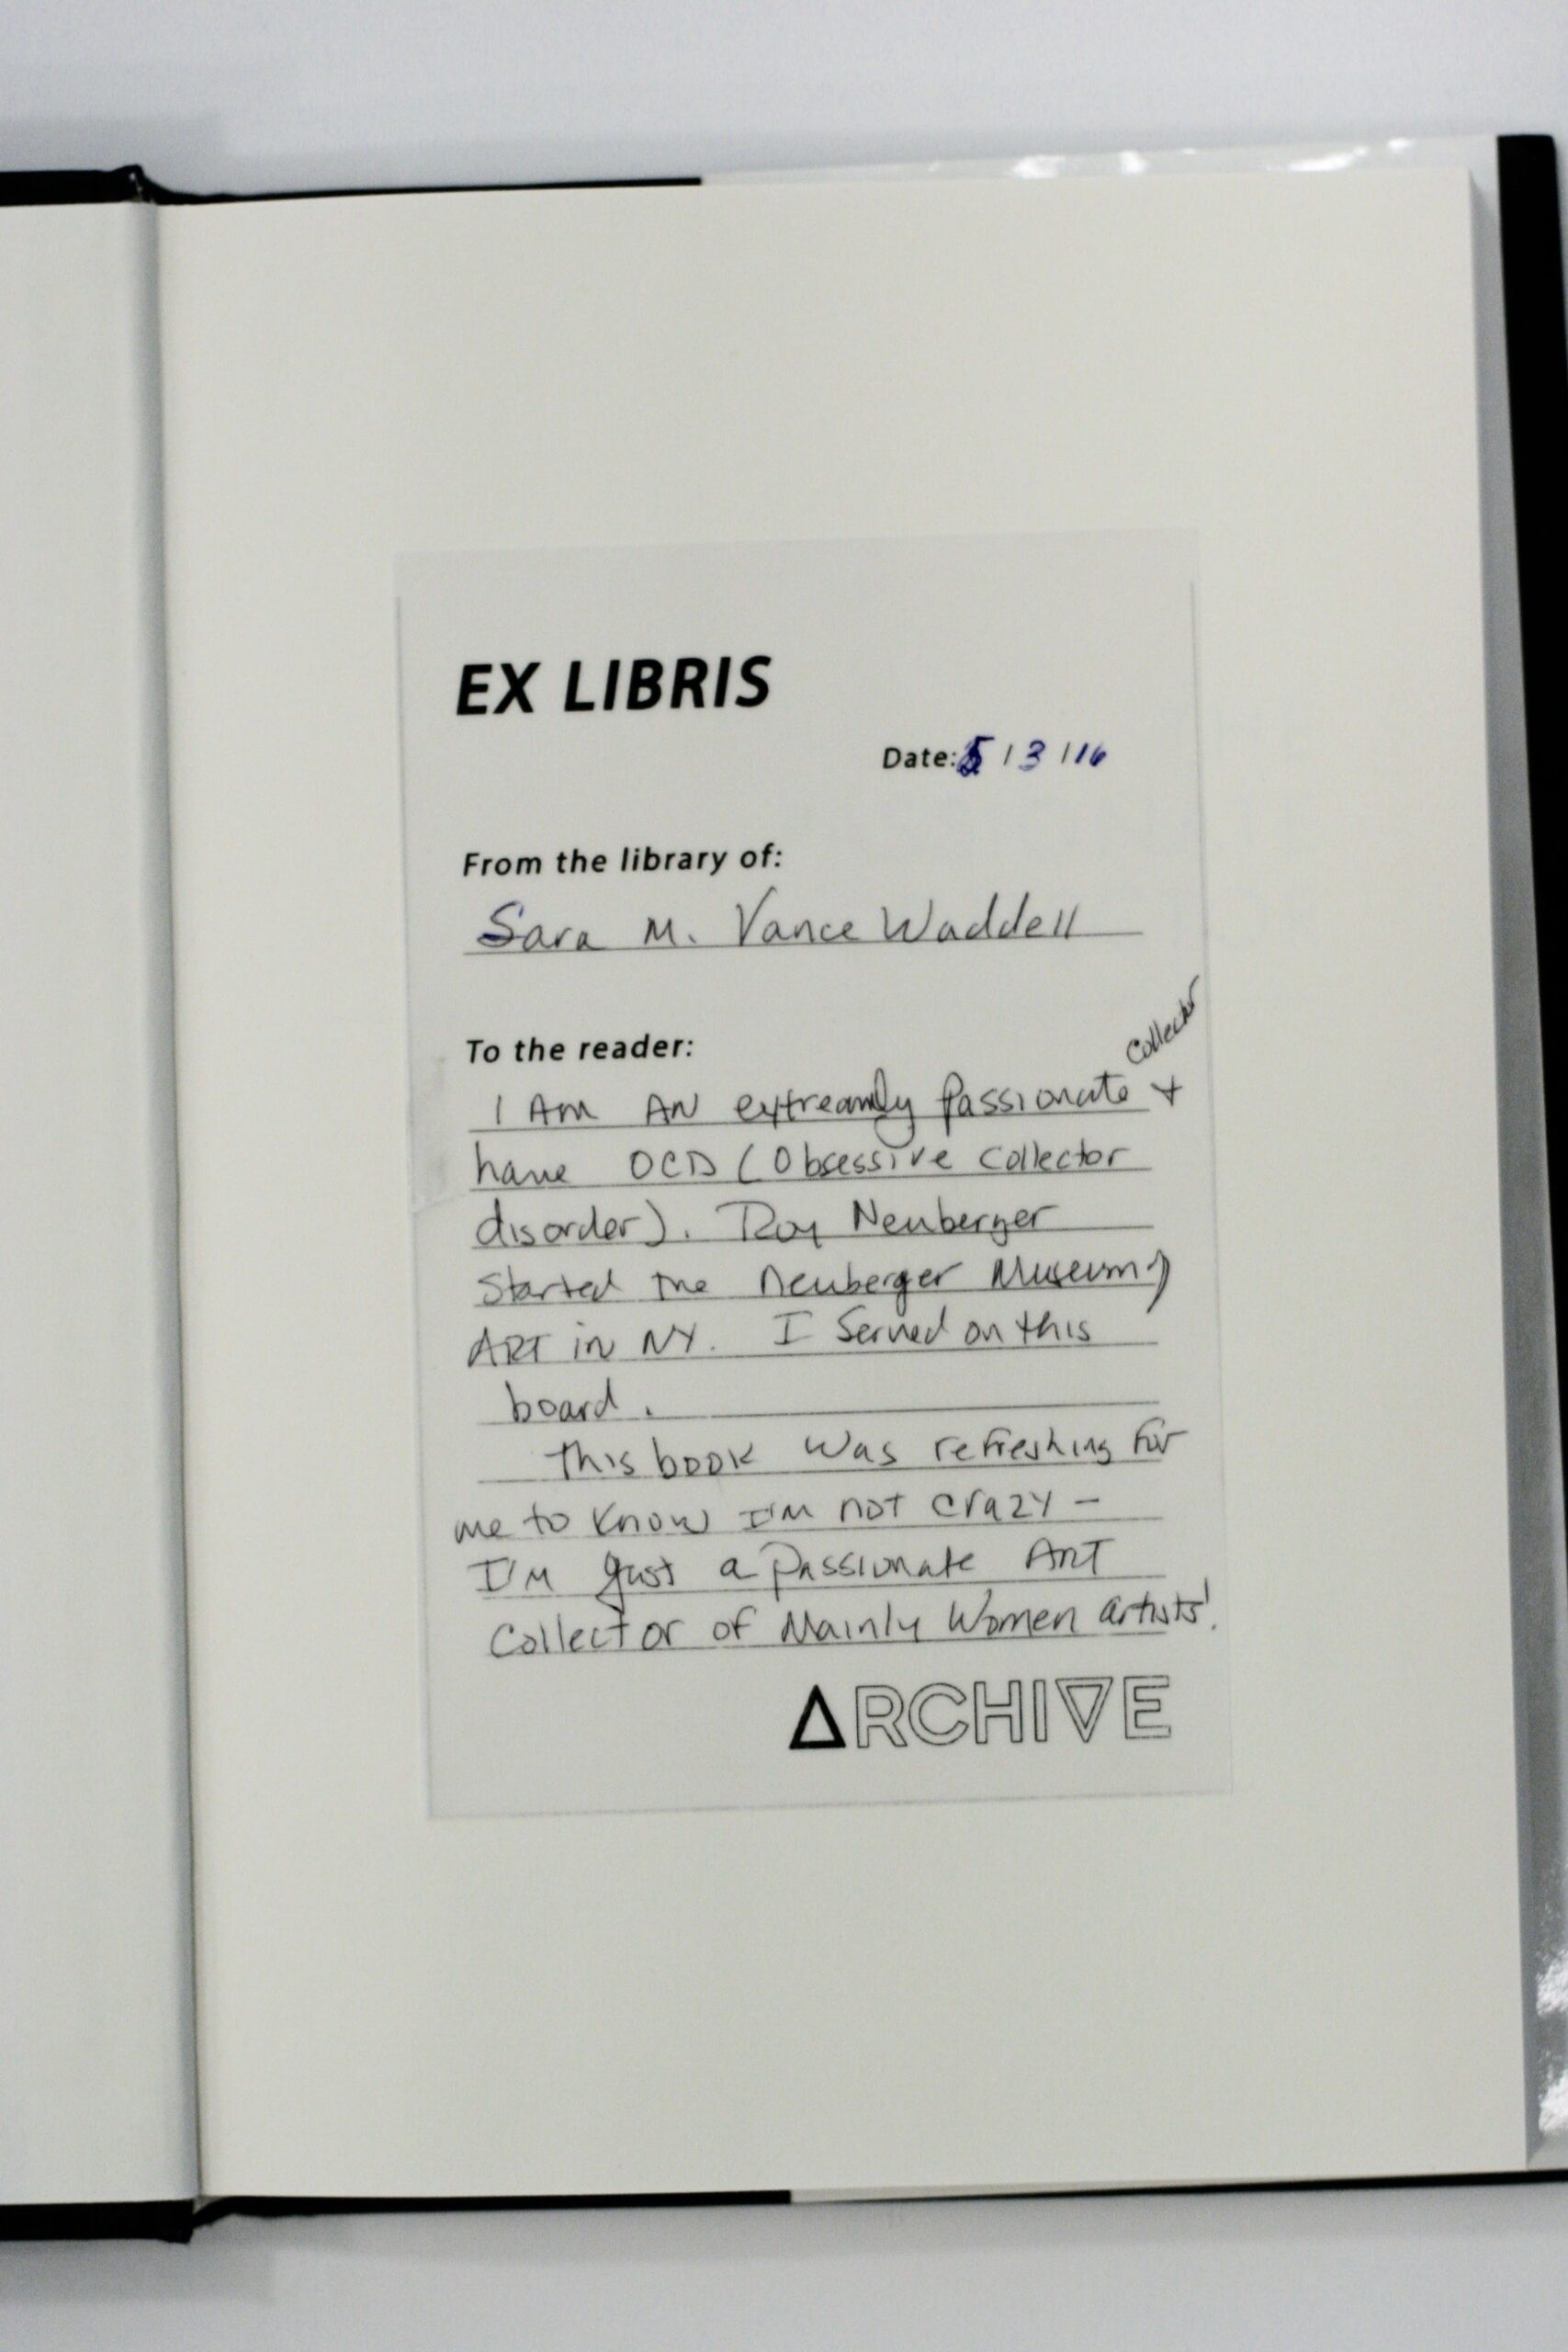 EX LIBRIS
Date: 5 / 3 / 16
From the library of:
Sara M. Vance Waddell
To the reader:
Collector
I AM AN extreamly passionate +
have OCD (Obsessive Collector
disorder). Roy Neuberger
Started the Neuberger Museum of
ART in NY. I Served on this
board.
This book was refreshing for
me to know I'm not crazy -
I'm just a passionate ART
Collector of Mainly Women artists!
ARCHIVE